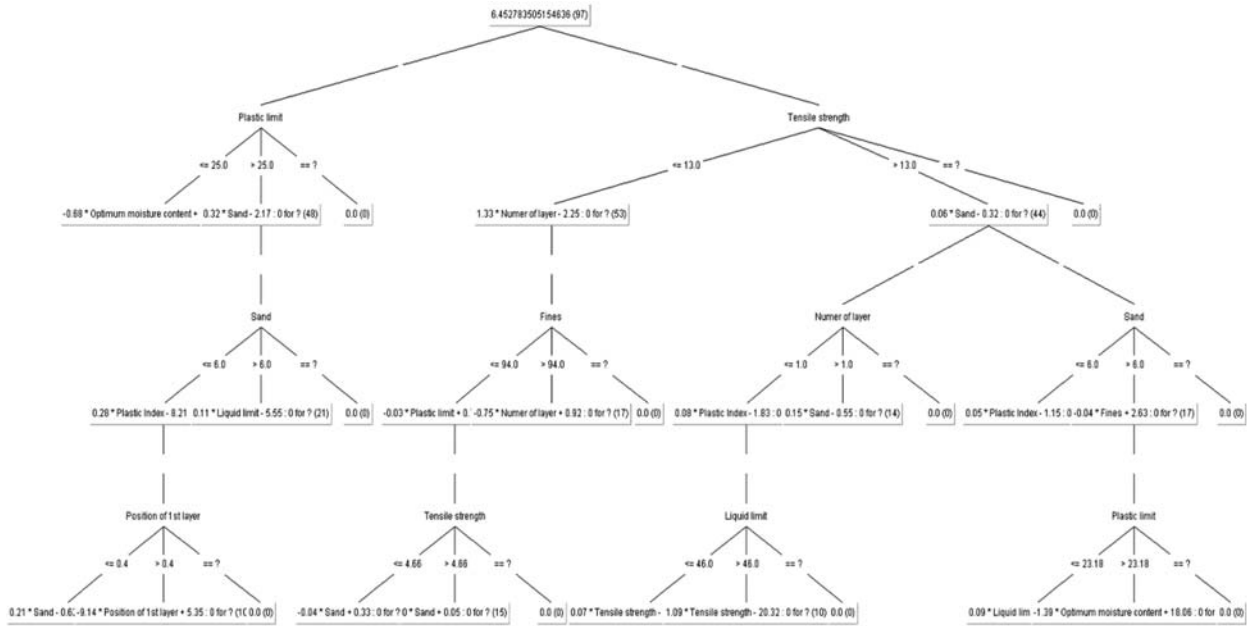 6.452783505154636 (97)
Plastic limit
Tensile strength
<= 25.0
> 25.0
== ?
<= 13.0
> 13.0
== ?
-0.68 * Optimum moisture content +
0.32 * Sand - 2.17 : 0 for ? (48)
0.0 (0)
1.33 * Numer of layer - 2.25 : 0 for ? (53)
0.06 * Sand - 0.32 : 0 for ? (44)
0.0 (0)
Sand
Fines
Numer of layer
Sand
<= 6.0
> 6.0
== ?
<= 94.0
> 94.0
== ?
<= 1.0
> 1.0
== ?
<= 6.0
> 6.0
== ?
0.28 * Plastic Index - 8.21
0.11 * Liquid limit - 5.55 : 0 for ? (21)
0.0 (0)
-0.03 * Plastic limit + 0.
-0.75 * Numer of layer + 0.92 : 0 for ? (17)
0.0 (0)
0.08 * Plastic Index - 1.83 : 0
0.15 * Sand - 0.55 : 0 for ? (14)
0.0 (0)
0.05 * Plastic Index - 1.15 : 0
-0.04 * Fines + 2.63 : 0 for ? (17)
0.0 (0)
Position of 1st layer
Tensile strength
Liquid limit
Plastic limit
<= 0.4
> 0.4
== ?
<= 4.66
> 4.66
== ?
<= 46.0
> 46.0
== ?
<= 23.18
> 23.18
== ?
0.21 * Sand - 0.6
-9.14 * Position of 1st layer + 5.35 : 0 for ? (1
0.0 (0)
-0.04 * Sand + 0.33 : 0 for ?
0 * Sand + 0.05 : 0 for ? (15)
0.0 (0)
0.07 * Tensile strength -
1.09 * Tensile strength - 20.32 : 0 for ? (10)
0.0 (0)
0.09 * Liquid lim
-1.39 * Optimum moisture content + 18.06 : 0 for
0.0 (0)